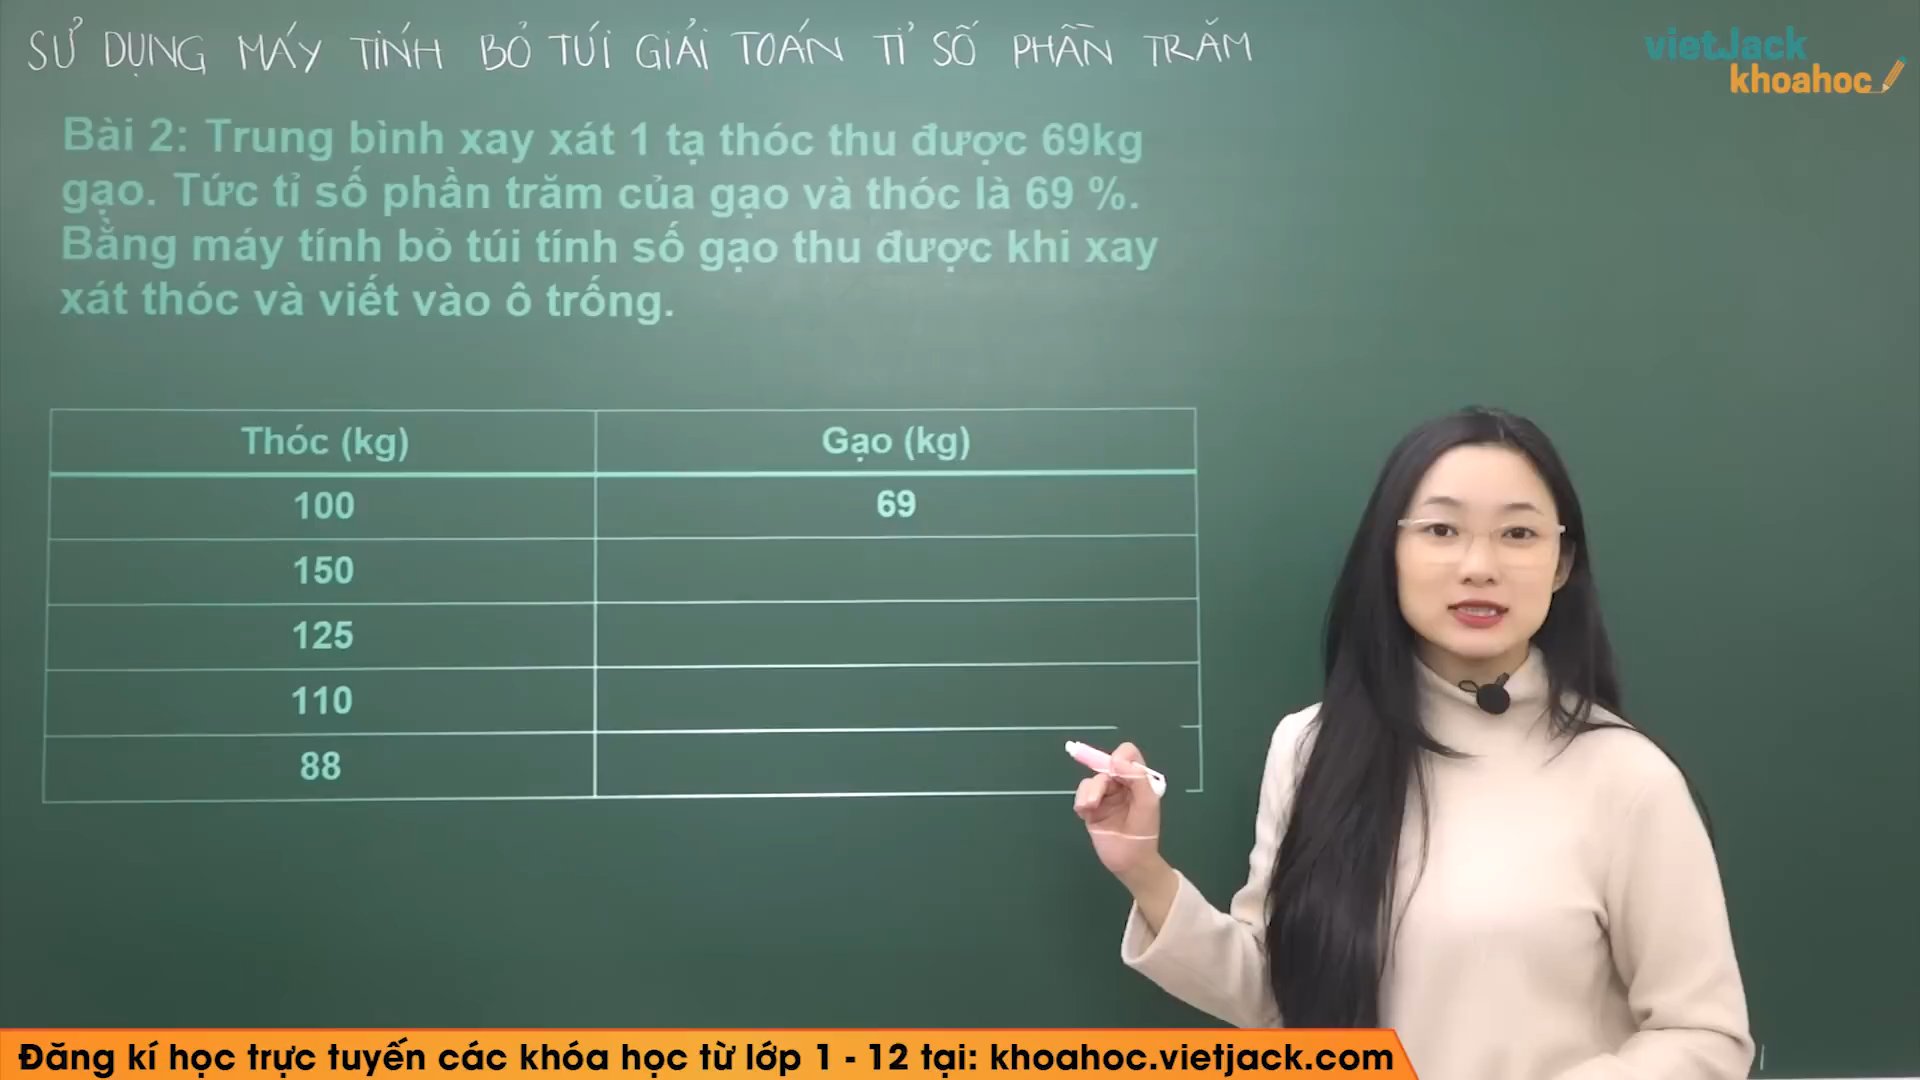 SỬ DỤNG MÁY TÍNH BỎ TÚI GIẢI TOÁN TỈ SỐ PHẦN TRĂM
vietJack
khoahoc
Bài 2: Trung bình xay xát 1 tạ thóc thu được 69kg
gạo. Tức tỉ số phần trăm của gạo và thóc là 69 %.
Bằng máy tính bỏ túi tính số gạo thu được khi xay
xát thóc và viết vào ô trống.
Thóc (kg) Gạo (kg)
100 69
150
125
110
88
Đăng kí học trực tuyến các khóa học từ lớp 1 - 12 tại: khoahoc.vietjack.com